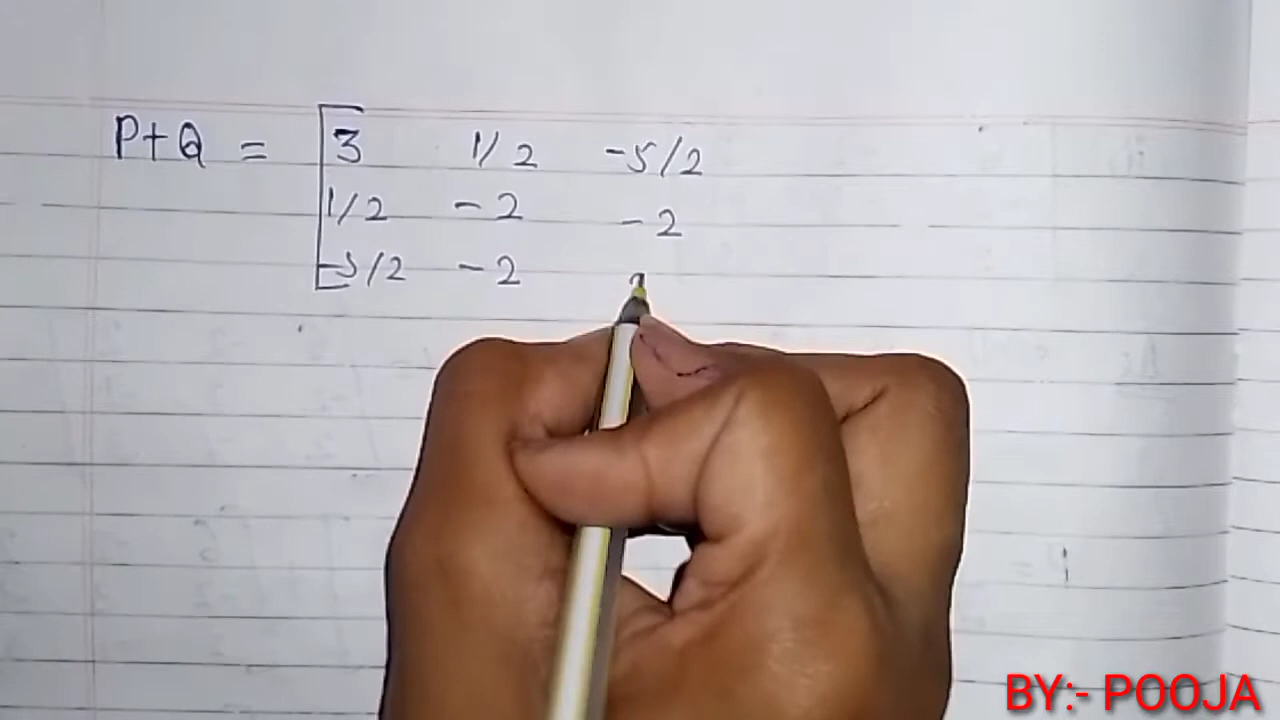 P+Q = [3 1/2 -5/2
1/2 -2 -2
-5/2 -2
BY:- POOJA